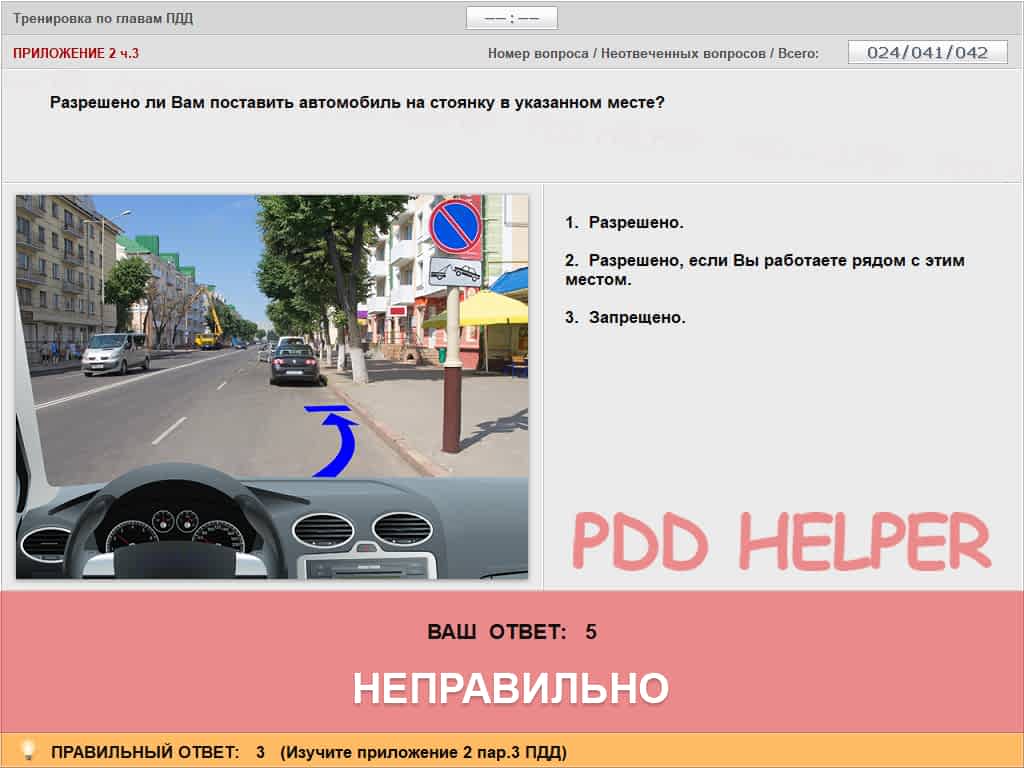 Тренировка по главам ПДД
—— : ——
ПРИЛОЖЕНИЕ 2 ч.3
Номер вопроса / Неотвеченных вопросов / Всего:
024/041/042
Разрешено ли Вам поставить автомобиль на стоянку в указанном месте?
1. Разрешено.
2. Разрешено, если Вы работаете рядом с этим
местом.
3. Запрещено.
PDD HELPER
ВАШ ОТВЕТ: 5
НЕПРАВИЛЬНО
ПРАВИЛЬНЫЙ ОТВЕТ: 3 (Изучите приложение 2 пар.3 ПДД)